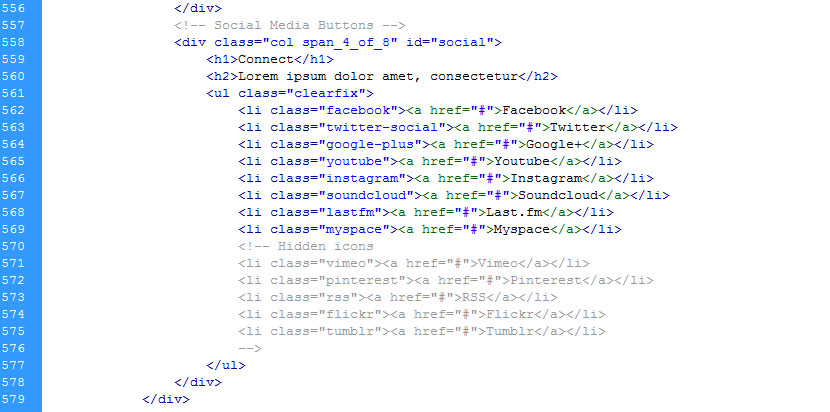 556 </div>
557 <!-- Social Media Buttons -->
558 <div class="col span_4_of_8" id="social">
559 <h1>Connect</h1>
560 <h2>Lorem ipsum dolor amet, consectetur</h2>
561 <ul class="clearfix">
562 <li class="facebook"><a href="#">Facebook</a></li>
563 <li class="twitter-social"><a href="#">Twitter</a></li>
564 <li class="google-plus"><a href="#">Google+</a></li>
565 <li class="youtube"><a href="#">Youtube</a></li>
566 <li class="instagram"><a href="#">Instagram</a></li>
567 <li class="soundcloud"><a href="#">Soundcloud</a></li>
568 <li class="lastfm"><a href="#">Last.fm</a></li>
569 <li class="myspace"><a href="#">Myspace</a></li>
570 <!-- Hidden icons
571 <li class="vimeo"><a href="#">Vimeo</a></li>
572 <li class="pinterest"><a href="#">Pinterest</a></li>
573 <li class="rss"><a href="#">RSS</a></li>
574 <li class="flickr"><a href="#">Flickr</a></li>
575 <li class="tumblr"><a href="#">Tumblr</a></li>
576 -->
577 </ul>
578 </div>
579 </div>